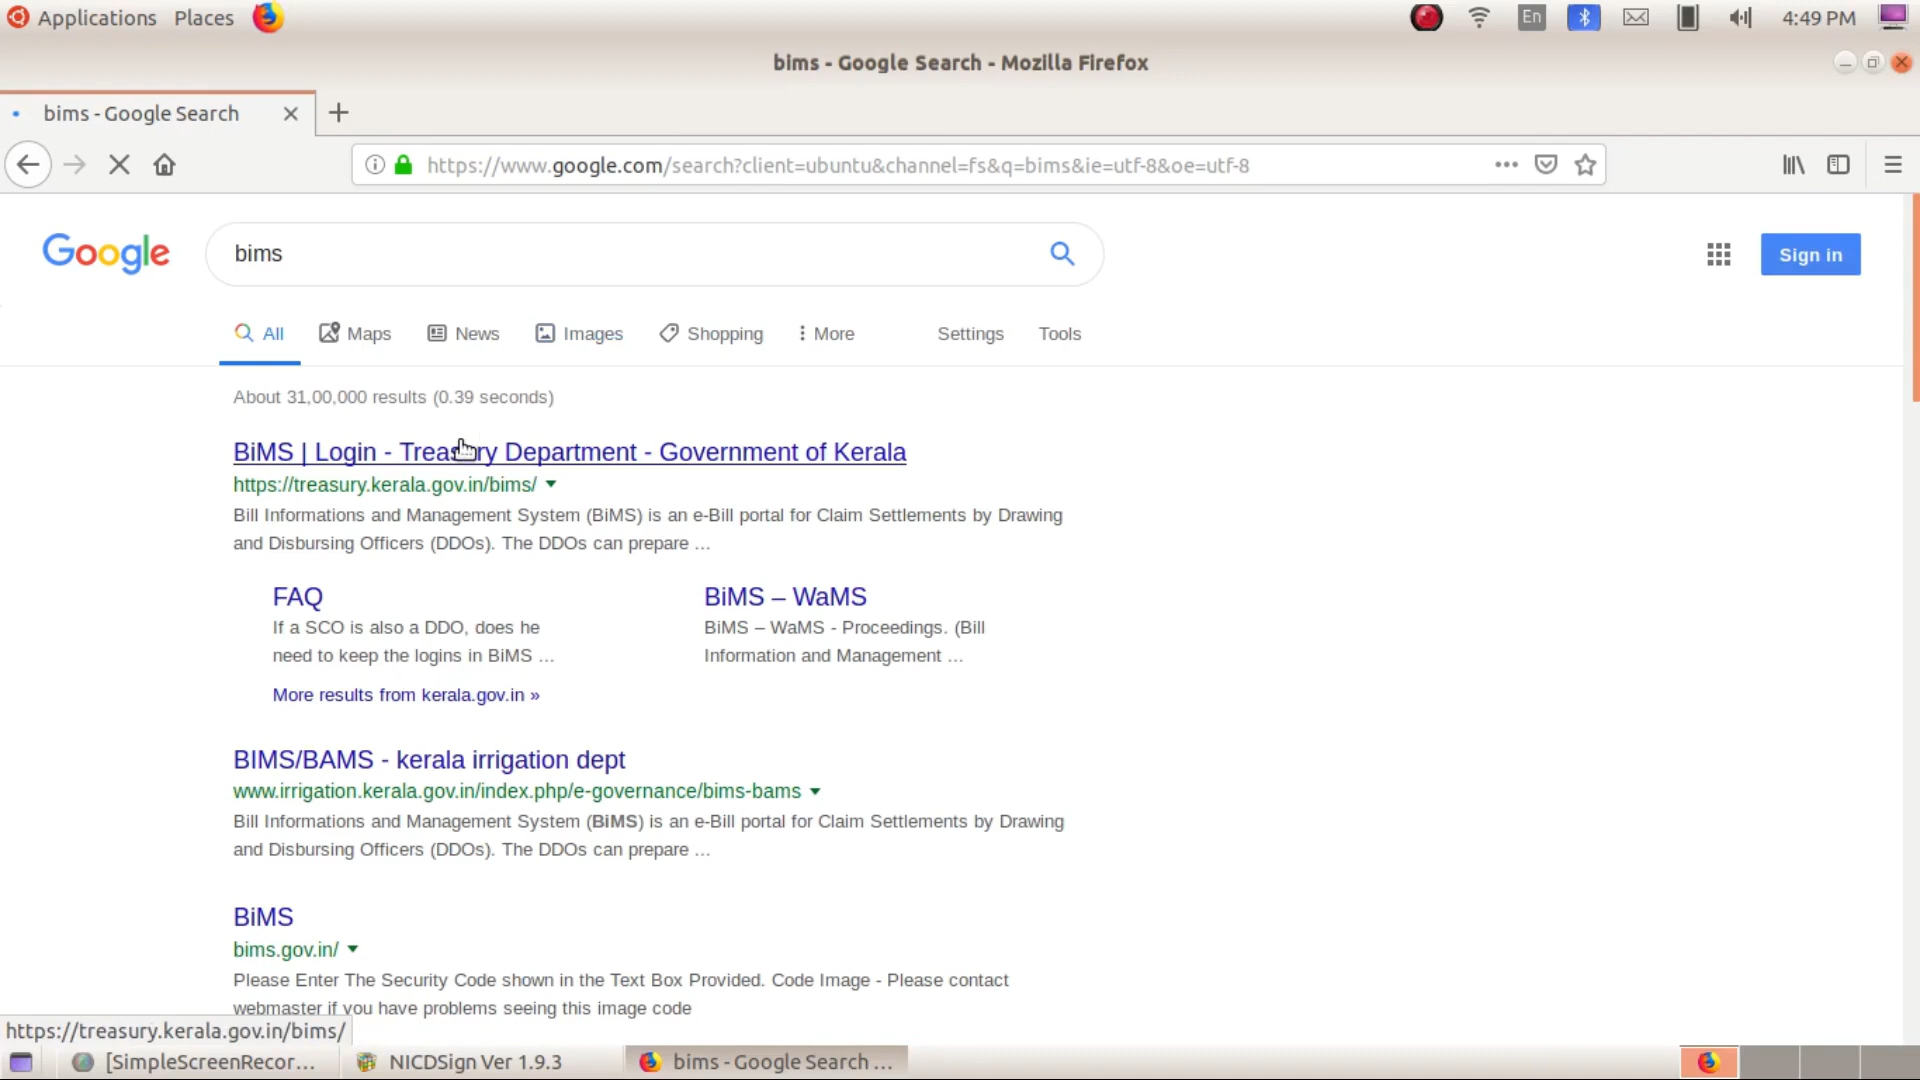 Applications Places En 4:49 PM
bims - Google Search - Mozilla Firefox
bims - Google Search
https://www.google.com/search?client=ubuntu&channel=fs&q=bims&ie=utf-8&oe=utf-8
Google bims Sign in
All Maps News Images Shopping More Settings Tools
About 31,00,000 results (0.39 seconds)
BiMS | Login - Treasury Department - Government of Kerala
https://treasury.kerala.gov.in/bims/
Bill Informations and Management System (BiMS) is an e-Bill portal for Claim Settlements by Drawing
and Disbursing Officers (DDOs). The DDOs can prepare ...
FAQ
If a SCO is also a DDO, does he
need to keep the logins in BiMS ...
BiMS – WaMS
BiMS – WaMS - Proceedings. (Bill
Information and Management ...
More results from kerala.gov.in »
BIMS/BAMS - kerala irrigation dept
www.irrigation.kerala.gov.in/index.php/e-governance/bims-bams
Bill Informations and Management System (BiMS) is an e-Bill portal for Claim Settlements by Drawing
and Disbursing Officers (DDOs). The DDOs can prepare ...
BiMS
bims.gov.in/
Please Enter The Security Code shown in the Text Box Provided. Code Image - Please contact
webmaster if you have problems seeing this image code
https://treasury.kerala.gov.in/bims/
[SimpleScreenRecor... NICDSign Ver 1.9.3 bims - Google Search ...